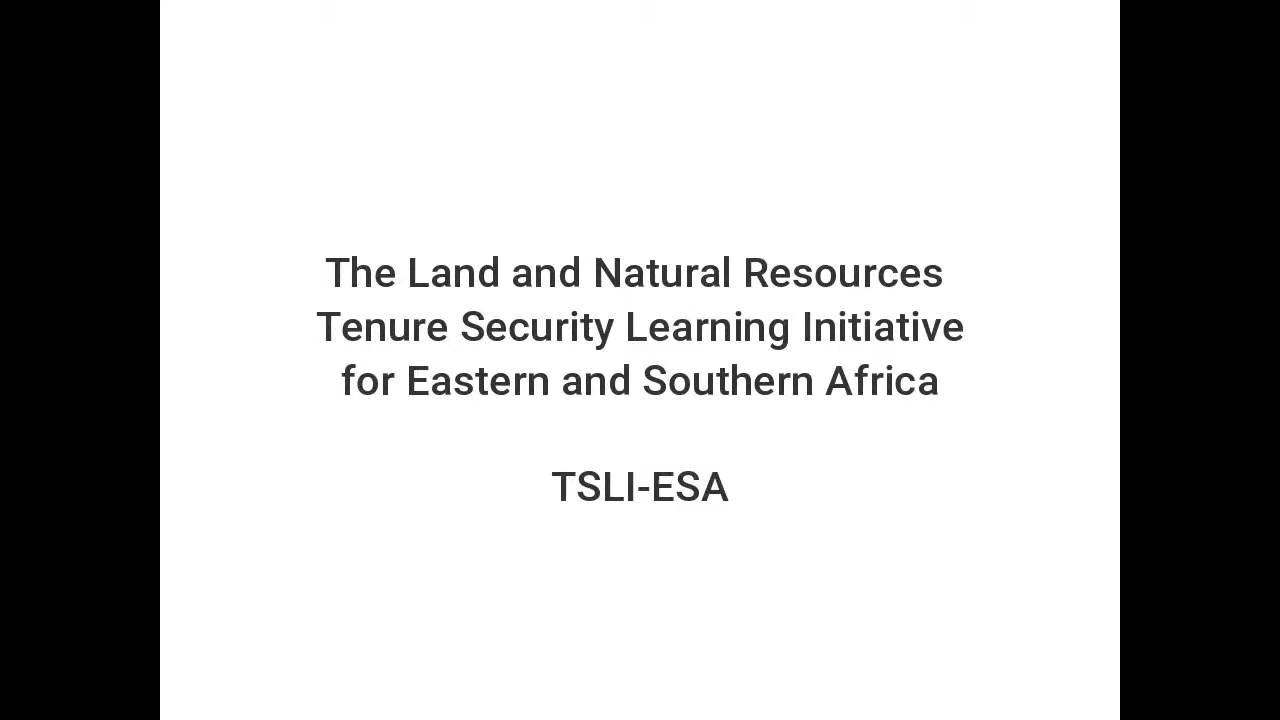 The Land and Natural Resources
Tenure Security Learning Initiative
for Eastern and Southern Africa
TSLI-ESA